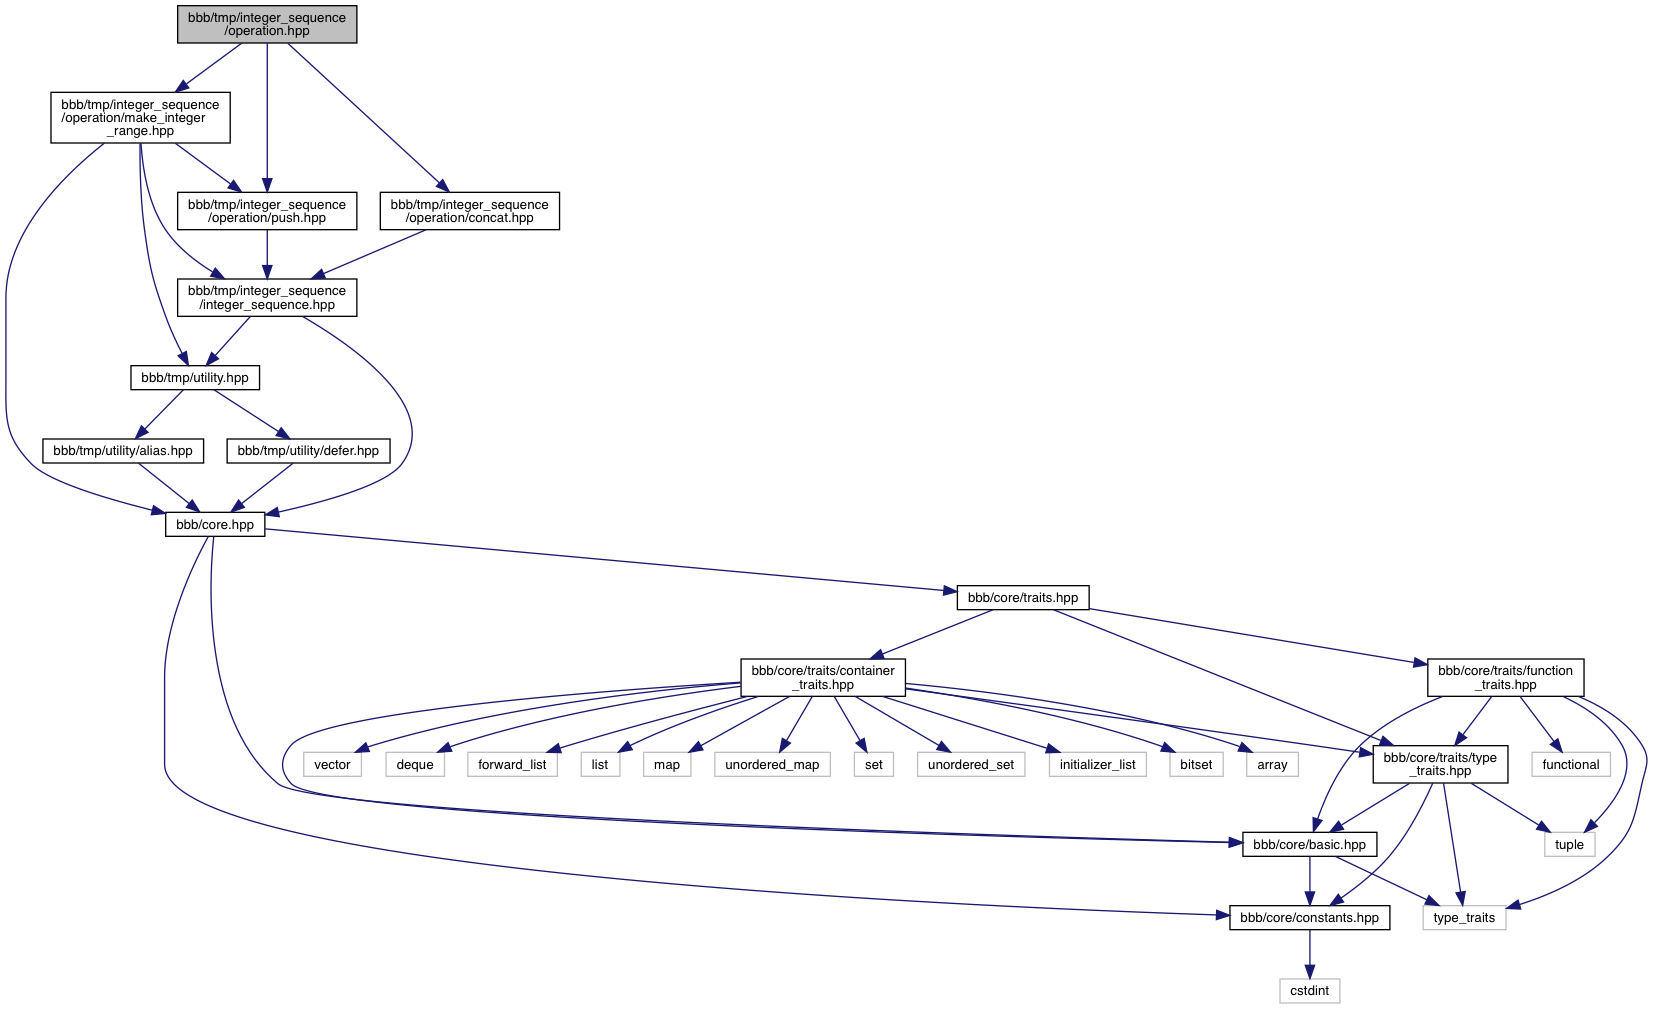 bbb/tmp/integer_sequence
/operation.hpp
bbb/tmp/integer_sequence
/operation/make_integer
_range.hpp
bbb/tmp/integer_sequence
/operation/push.hpp
bbb/tmp/integer_sequence
/operation/concat.hpp
bbb/tmp/integer_sequence
/integer_sequence.hpp
bbb/tmp/utility.hpp
bbb/tmp/utility/alias.hpp
bbb/tmp/utility/defer.hpp
bbb/core.hpp
bbb/core/traits.hpp
bbb/core/traits/container
_traits.hpp
bbb/core/traits/function
_traits.hpp
vector
deque
forward_list
list
map
unordered_map
set
unordered_set
initializer_list
bitset
array
bbb/core/traits/type
_traits.hpp
functional
bbb/core/basic.hpp
tuple
bbb/core/constants.hpp
type_traits
cstdint